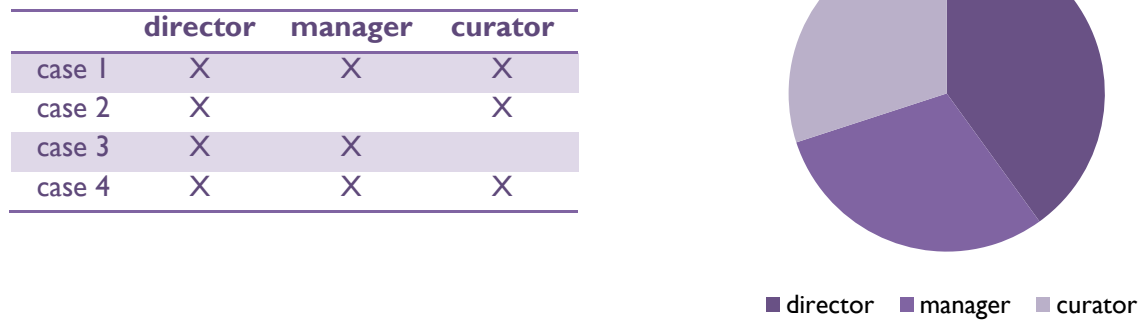 director manager curator
case 1 X X X
case 2 X X
case 3 X X
case 4 X X X
director manager curator